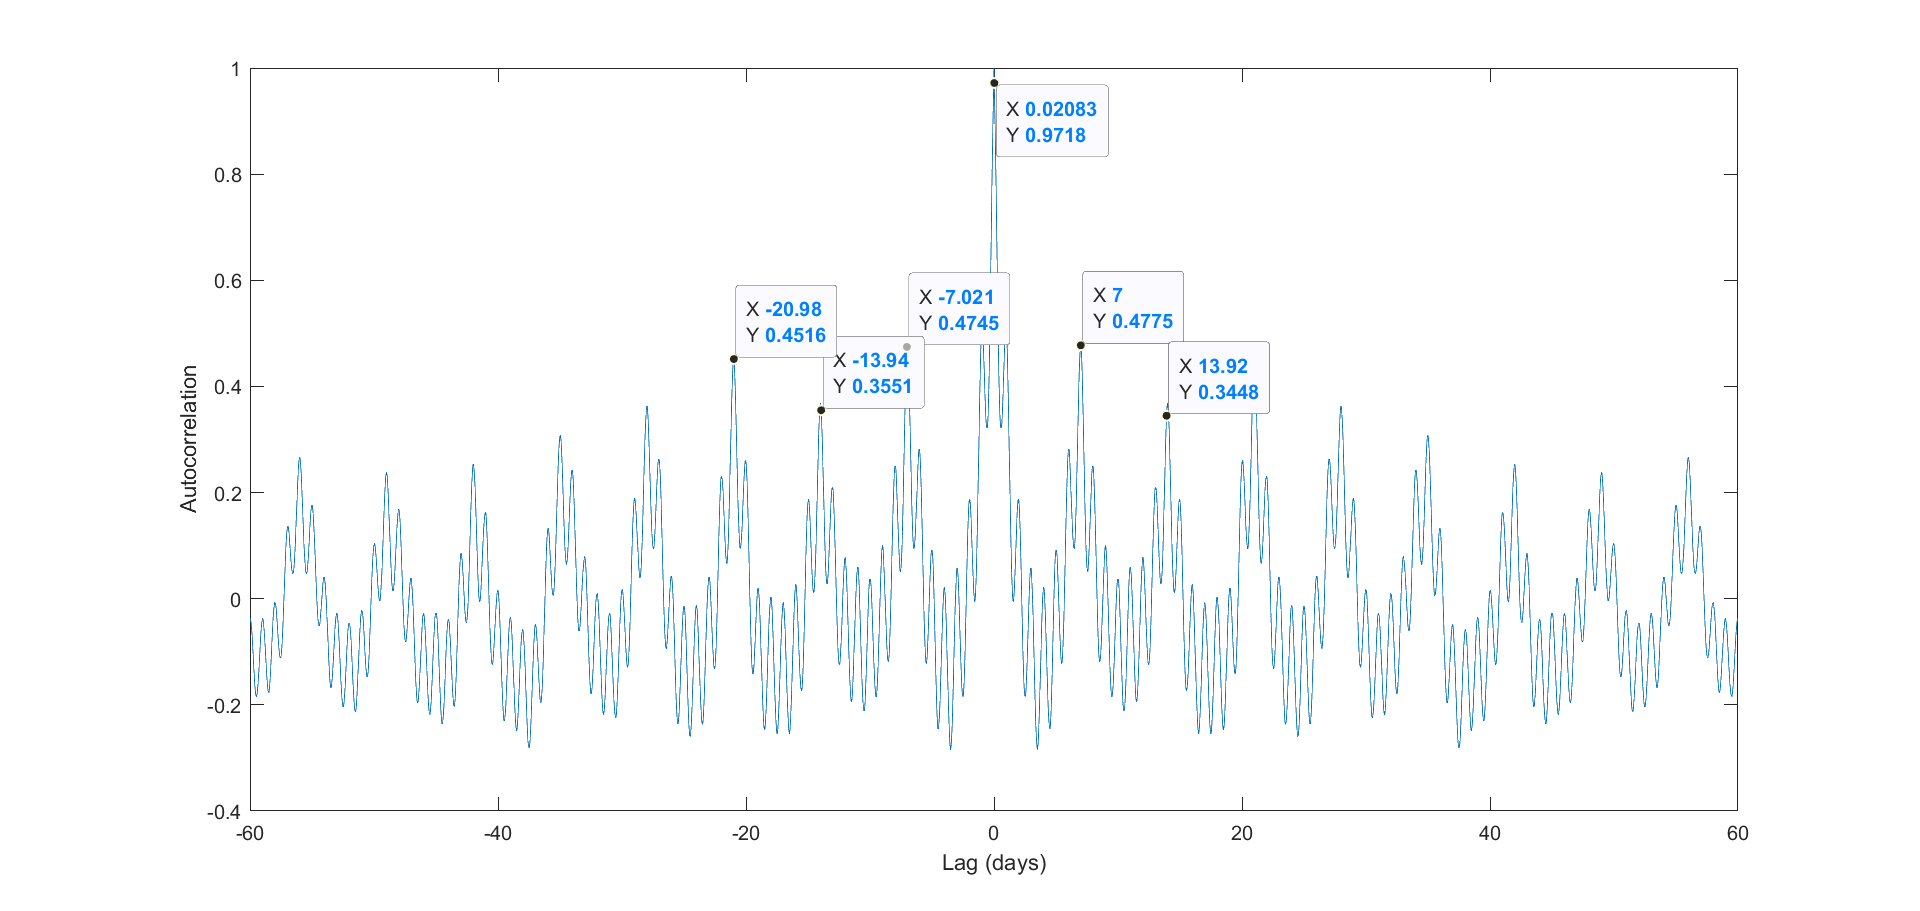 1
0.8
0.6
0.4
0.2
0
-0.2
-0.4
-60
-40
-20
0
20
40
60
Autocorrelation
Lag (days)
X 0.02083
Y 0.9718
X -7.021
Y 0.4745
X 7
Y 0.4775
X -20.98
Y 0.4516
X -13.94
Y 0.3551
X 13.92
Y 0.3448